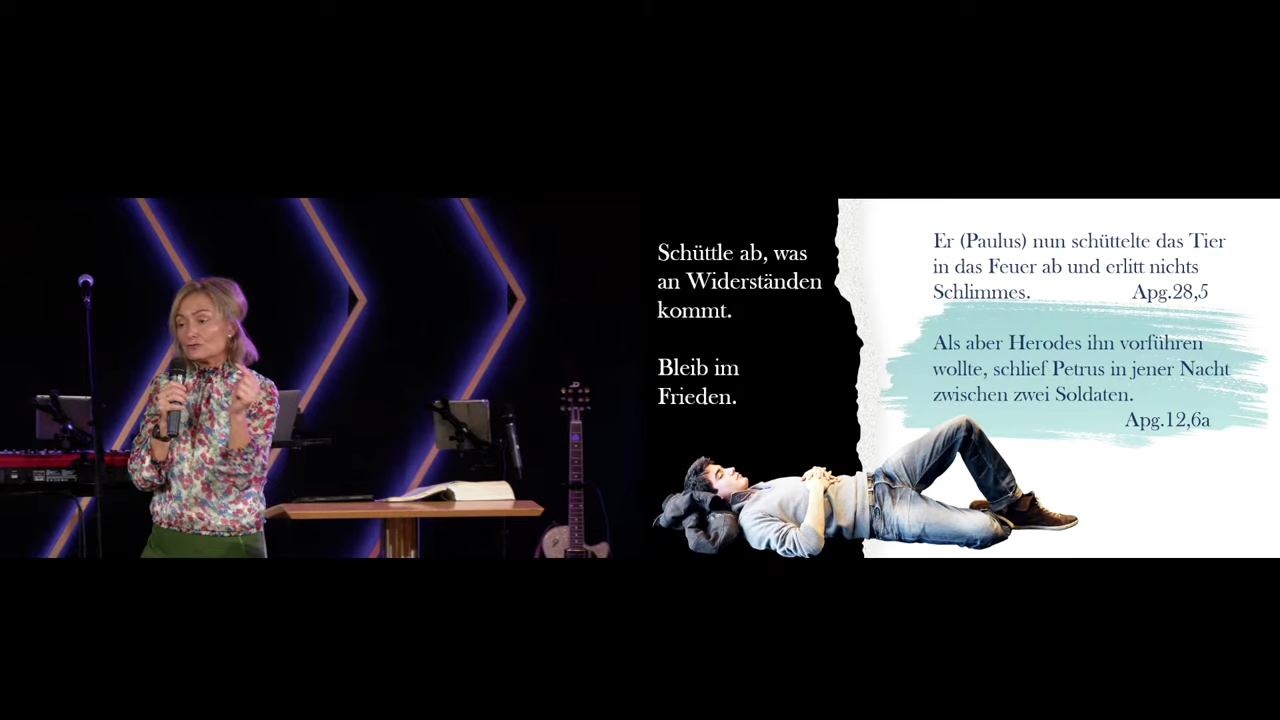 Schüttle ab, was
an Widerständen
kommt.
Bleib im
Frieden.
Er (Paulus) nun schüttelte das Tier
in das Feuer ab und erlitt nichts
Schlimmes. Apg.28,5
Als aber Herodes ihn vorführen
wollte, schlief Petrus in jener Nacht
zwischen zwei Soldaten.
Apg.12,6a